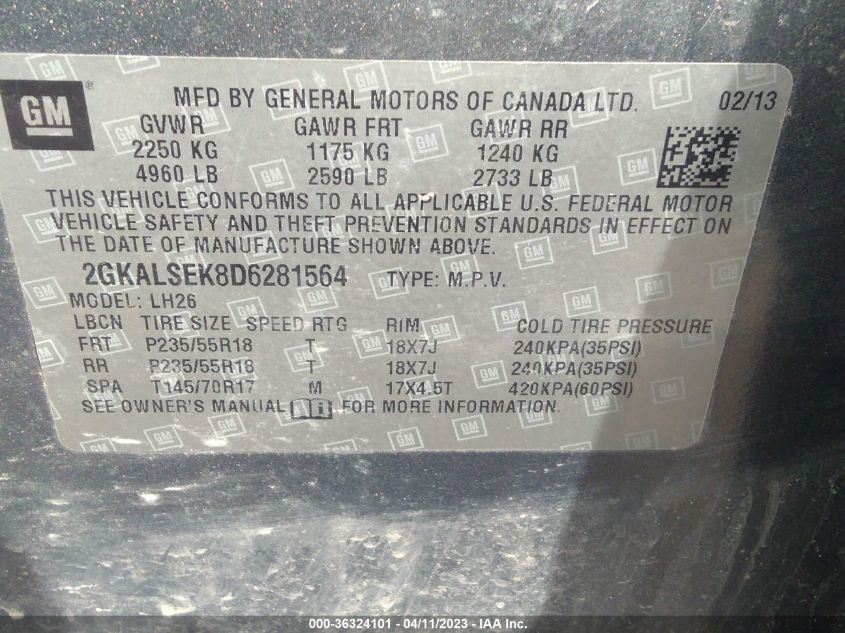 GM ® MFD BY GENERAL MOTORS OF CANADA LTD. 02/13
GVWR GAWR FRT GAWR RR
2250 KG 1175 KG 1240 KG
4960 LB 2590 LB 2733 LB
THIS VEHICLE CONFORMS TO ALL APPLICABLE U.S. FEDERAL MOTOR
VEHICLE SAFETY AND THEFT PREVENTION STANDARDS IN EFFECT ON
THE DATE OF MANUFACTURE SHOWN ABOVE.
2GKALSEK8D6281564 TYPE: M.P.V.
MODEL: LH26
LBCN TIRE SIZE SPEED RTG RIM COLD TIRE PRESSURE
FRT P235/55R18 T 18X7J 240KPA(35PSI)
RR P235/55R18 T 18X7J 240KPA(35PSI)
SPA T145/70R17 M 17X4.5T 420KPA(60PSI)
SEE OWNER'S MANUAL FOR MORE INFORMATION.
000-36324101 - 04/11/2023 - IAA Inc.